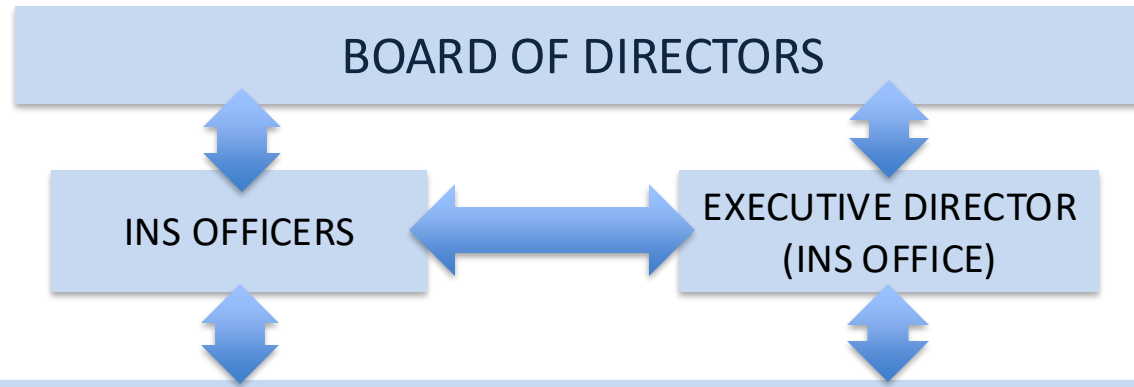 BOARD OF DIRECTORS
INS OFFICERS
EXECUTIVE DIRECTOR
(INS OFFICE)